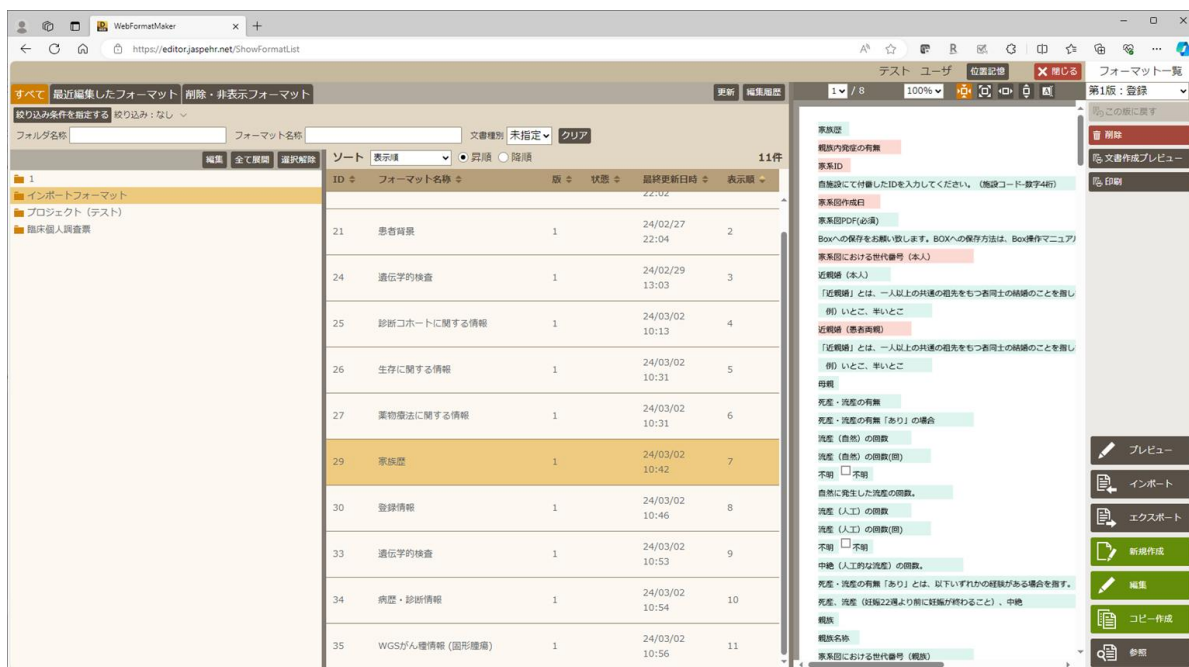 WebFormatMaker
https://editor.jaspehr.net/ShowFormatList
テスト ユーザ 位置記憶 閉じる フォーマット一覧
すべて 最近編集したフォーマット 削除・非表示フォーマット 更新 編集履歴
絞り込み条件を指定する 絞り込み:なし
フォルダ名称 フォーマット名称 文書種別 未指定 クリア
編集 全て展開 選択解除
1
インポートフォーマット
プロジェクト(テスト)
臨床個人調査票
ソート 表示順 昇順 降順 11件
ID フォーマット名称 版 状態 最終更新日時 表示順
22:02
21 患者背景 1 24/02/27 2
22:04
24 遺伝学的検査 1 24/02/29 3
13:03
25 診断コホートに関する情報 1 24/03/02 4
10:13
26 生存に関する情報 1 24/03/02 5
10:31
27 薬物療法に関する情報 1 24/03/02 6
10:31
29 家族歴 1 24/03/02 7
10:42
30 登録情報 1 24/03/02 8
10:46
33 遺伝学的検査 1 24/03/02 9
10:53
34 病歴・診断情報 1 24/03/02 10
10:54
35 WGSがん種情報 (固形腫瘍) 1 24/03/02 11
10:56
1 / 8 100%
家族歴
親族内発症の有無
家系ID
自施設にて付番したIDを入力してください。(施設コード-数字4桁)
家系図作成日
家系図PDF(必須)
Boxへの保存をお願い致します。BOXへの保存方法は、Box操作マニュアル
家系図における世代番号(本人)
近親婚(本人)
「近親婚」とは、一人以上の共通の祖先をもつ者同士の結婚のことを指し
例)いとこ、半いとこ
近親婚(患者両親)
「近親婚」とは、一人以上の共通の祖先をもつ者同士の結婚のことを指し
例)いとこ、半いとこ
母親
死産・流産の有無
死産・流産の有無「あり」の場合
流産(自然)の回数
流産(自然)の回数(回)
不明 不明
自然に発生した流産の回数。
流産(人工)の回数
流産(人工)の回数(回)
不明 不明
中絶(人工的な流産)の回数。
死産・流産の有無「あり」とは、以下いずれかの経験がある場合を指す。
死産、流産(妊娠22週より前に妊娠が終わること)、中絶
親族
親族名称
家系図における世代番号(親族)
第1版:登録
この版に戻す
削除
文書作成プレビュー
印刷
プレビュー
インポート
エクスポート
新規作成
編集
コピー作成
参照